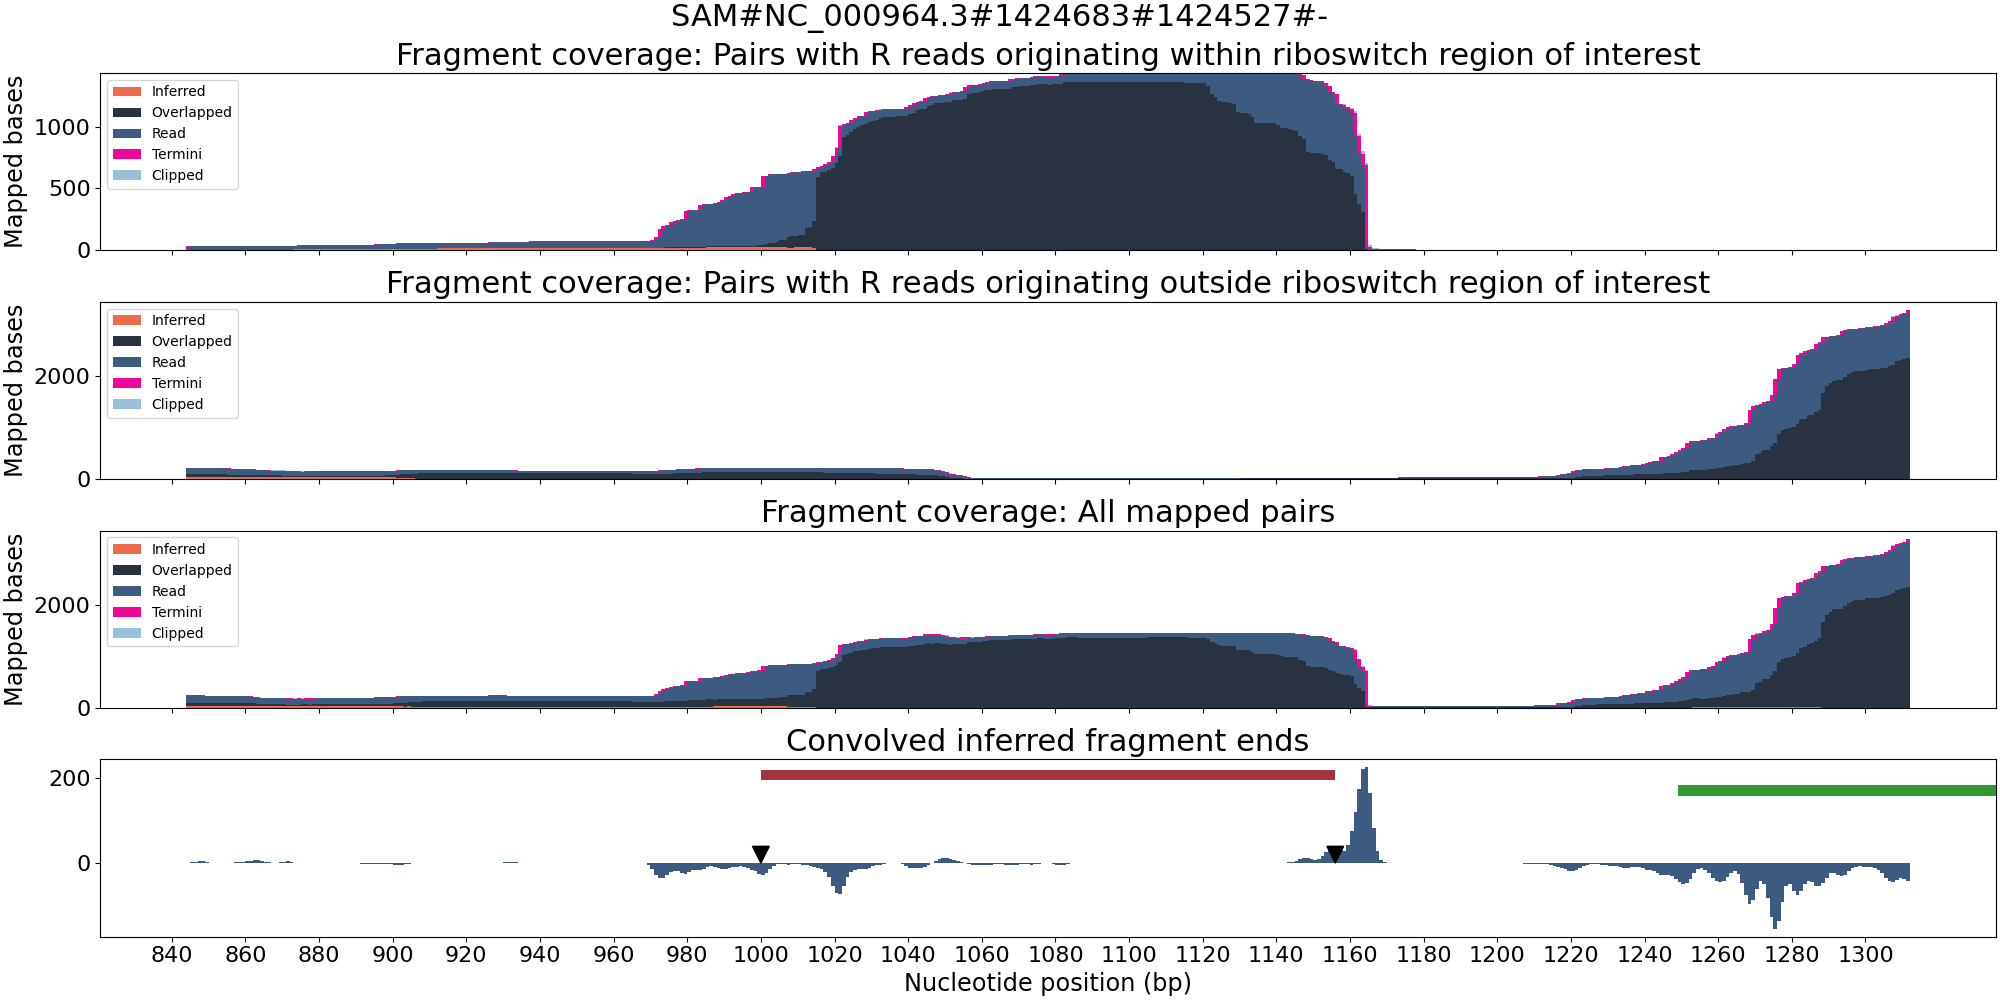 SAM#NC_000964.3#1424683#1424527#-
Fragment coverage: Pairs with R reads originating within riboswitch region of interest
Mapped bases
1000
500
0
Inferred
Overlapped
Read
Termini
Clipped
Fragment coverage: Pairs with R reads originating outside riboswitch region of interest
Mapped bases
2000
0
Inferred
Overlapped
Read
Termini
Clipped
Fragment coverage: All mapped pairs
Mapped bases
2000
0
Inferred
Overlapped
Read
Termini
Clipped
Convolved inferred fragment ends
200
0
840 860 880 900 920 940 960 980 1000 1020 1040 1060 1080 1100 1120 1140 1160 1180 1200 1220 1240 1260 1280 1300
Nucleotide position (bp)